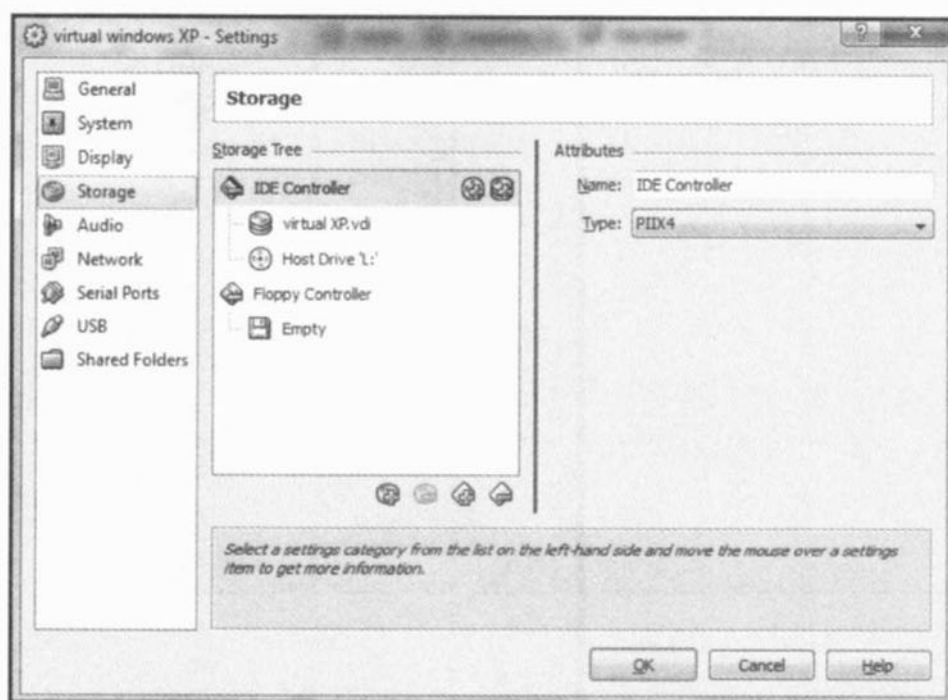 virtual windows XP - Settings
General
System
Display
Storage
Audio
Network
Serial Ports
USB
Shared Folders
Storage
Storage Tree
IDE Controller
virtual XP.vdi
Host Drive 'L:'
Floppy Controller
Empty
Attributes
Name: IDE Controller
Type: PIIX4
Select a settings category from the list on the left-hand side and move the mouse over a settings
item to get more information.
OK
Cancel
Help